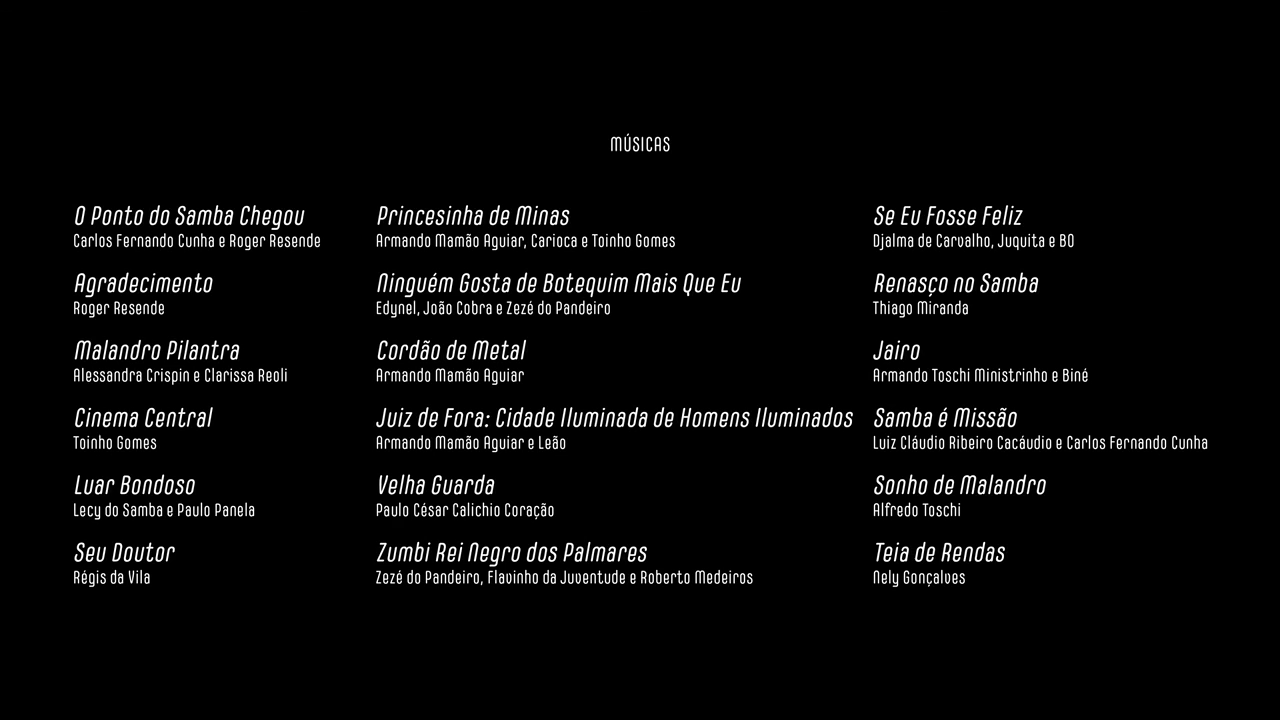 MÚSICAS
O Ponto do Samba Chegou
Carlos Fernando Cunha e Roger Resende
Agradecimento
Roger Resende
Malandro Pilantra
Alessandra Crispin e Clarissa Reoli
Cinema Central
Toinho Gomes
Luar Bondoso
Lecy do Samba e Paulo Panela
Seu Doutor
Régis da Vila
Princesinha de Minas
Armando Mamão Aguiar, Carioca e Toinho Gomes
Ninguém Gosta de Botequim Mais Que Eu
Edynel, João Cobra e Zezé do Pandeiro
Cordão de Metal
Armando Mamão Aguiar
Juiz de Fora: Cidade Iluminada de Homens Iluminados
Armando Mamão Aguiar e Leão
Velha Guarda
Paulo César Calichio Coração
Zumbi Rei Negro dos Palmares
Zezé do Pandeiro, Flavinho da Juventude e Roberto Medeiros
Se Eu Fosse Feliz
Djalma de Carvalho, Juquita e BO
Renasço no Samba
Thiago Miranda
Jairo
Armando Toschi Ministrinho e Biné
Samba é Missão
Luiz Cláudio Ribeiro Cacáudio e Carlos Fernando Cunha
Sonho de Malandro
Alfredo Toschi
Teia de Rendas
Nely Gonçalves